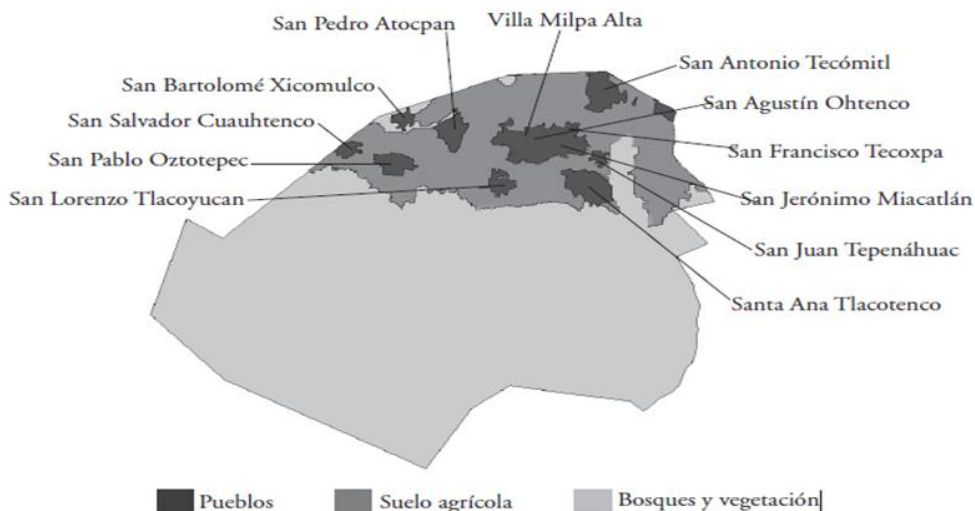 San Pedro Atocpan
Villa Milpa Alta
San Bartolomé Xicomulco
San Antonio Tecómitl
San Salvador Cuauhtenco
San Agustín Ohtenco
San Pablo Oztotepec
San Francisco Tecoxpa
San Lorenzo Tlacoyucan
San Jerónimo Miacatlán
San Juan Tepenáhuac
Santa Ana Tlacotenco
Pueblos
Suelo agrícola
Bosques y vegetación